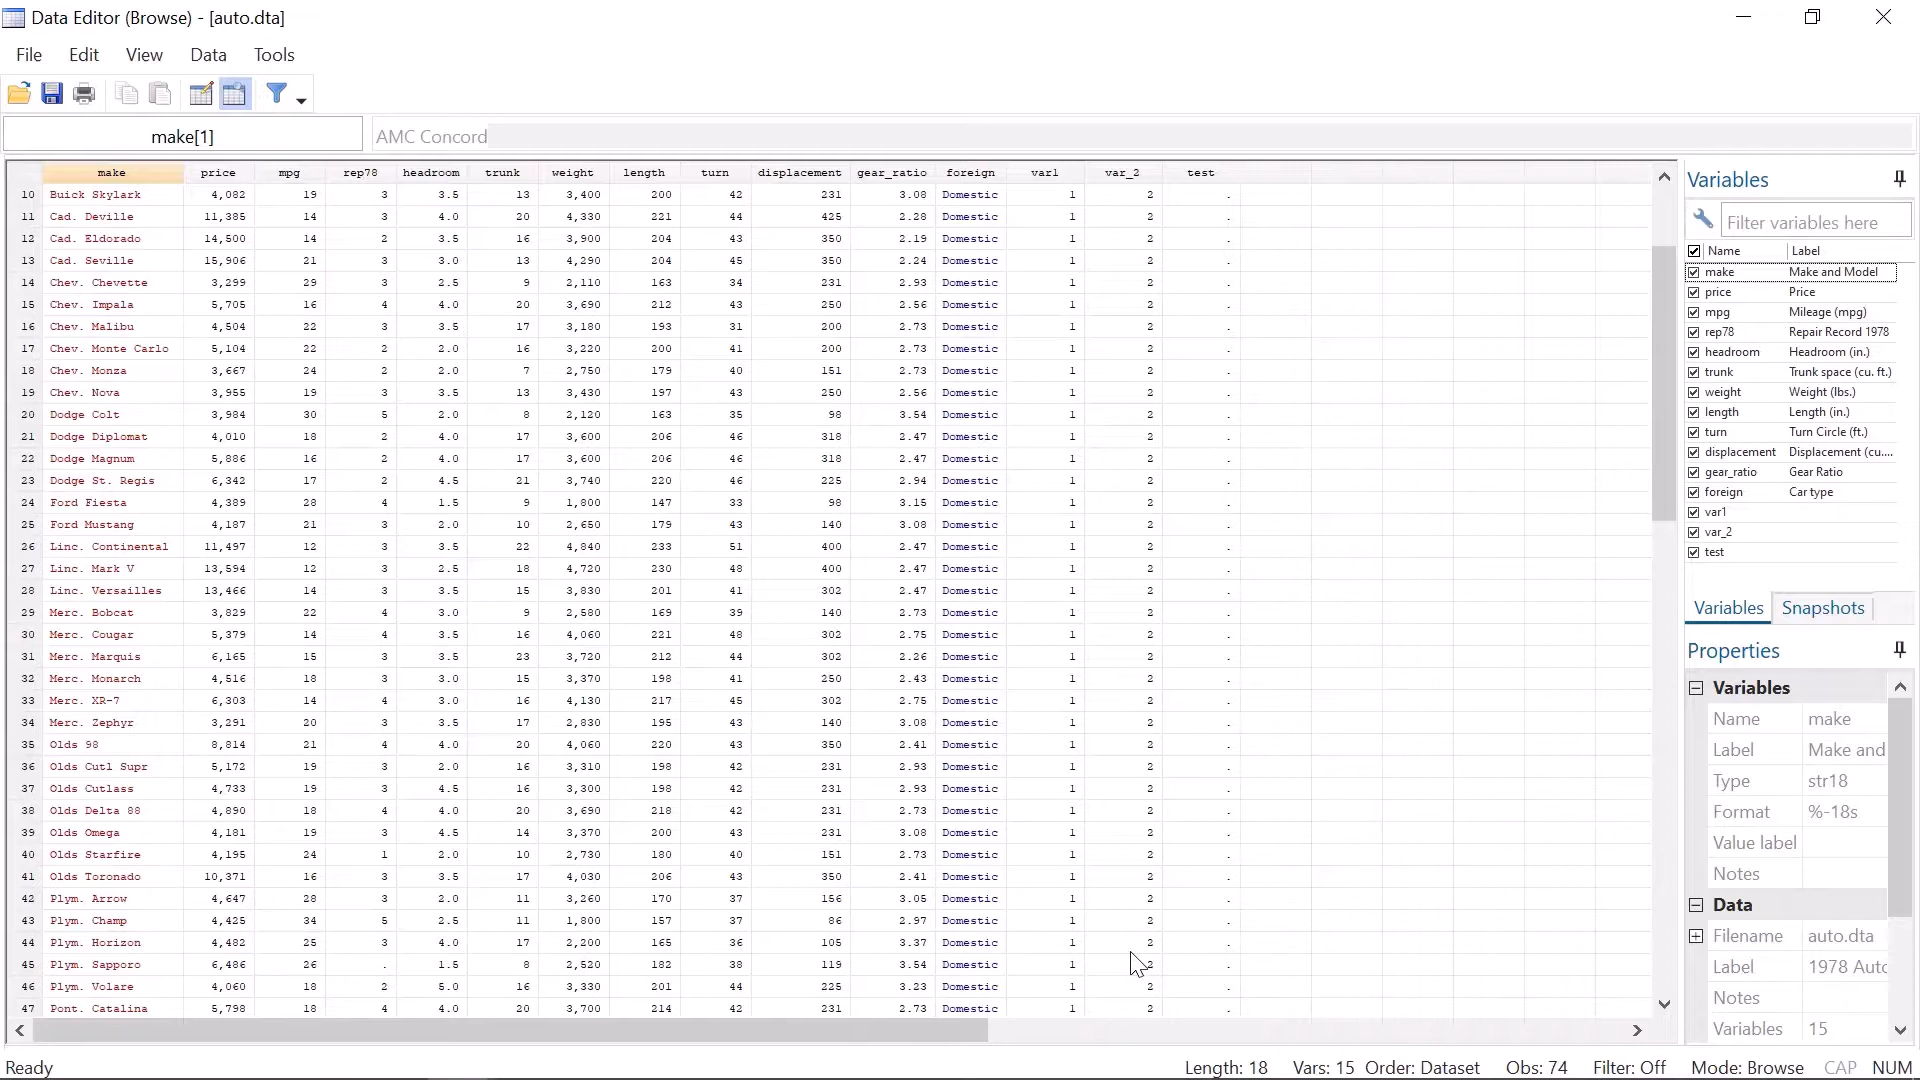 Data Editor (Browse) - [auto.dta]
File Edit View Data Tools
make[1] AMC Concord
make price mpg rep78 headroom trunk weight length turn displacement gear_ratio foreign var1 var_2 test
10 Buick Skylark 4,082 19 3 3.5 13 3,400 200 42 231 3.08 Domestic 1 2 .
11 Cad. Deville 11,385 14 3 4.0 20 4,330 221 44 425 2.28 Domestic 1 2 .
12 Cad. Eldorado 14,500 14 2 3.5 16 3,900 204 43 350 2.19 Domestic 1 2 .
13 Cad. Seville 15,906 21 3 3.0 13 4,290 204 45 350 2.24 Domestic 1 2 .
14 Chev. Chevette 3,299 29 3 2.5 9 2,110 163 34 231 2.93 Domestic 1 2 .
15 Chev. Impala 5,705 16 4 4.0 20 3,690 212 43 250 2.56 Domestic 1 2 .
16 Chev. Malibu 4,504 22 3 3.5 17 3,180 193 31 200 2.73 Domestic 1 2 .
17 Chev. Monte Carlo 5,104 22 2 2.0 16 3,220 200 41 200 2.73 Domestic 1 2 .
18 Chev. Monza 3,667 24 2 2.0 7 2,750 179 40 151 2.73 Domestic 1 2 .
19 Chev. Nova 3,955 19 3 3.5 13 3,430 197 43 250 2.56 Domestic 1 2 .
20 Dodge Colt 3,984 30 5 2.0 8 2,120 163 35 98 3.54 Domestic 1 2 .
21 Dodge Diplomat 4,010 18 2 4.0 17 3,600 206 46 318 2.47 Domestic 1 2 .
22 Dodge Magnum 5,886 16 2 4.0 17 3,600 206 46 318 2.47 Domestic 1 2 .
23 Dodge St. Regis 6,342 17 2 4.5 21 3,740 220 46 225 2.94 Domestic 1 2 .
24 Ford Fiesta 4,389 28 4 1.5 9 1,800 147 33 98 3.15 Domestic 1 2 .
25 Ford Mustang 4,187 21 3 2.0 10 2,650 179 43 140 3.08 Domestic 1 2 .
26 Linc. Continental 11,497 12 3 3.5 22 4,840 233 51 400 2.47 Domestic 1 2 .
27 Linc. Mark V 13,594 12 3 2.5 18 4,720 230 48 400 2.47 Domestic 1 2 .
28 Linc. Versailles 13,466 14 3 3.5 15 3,830 201 41 302 2.47 Domestic 1 2 .
29 Merc. Bobcat 3,829 22 4 3.0 9 2,580 169 39 140 2.73 Domestic 1 2 .
30 Merc. Cougar 5,379 14 4 3.5 16 4,060 221 48 302 2.75 Domestic 1 2 .
31 Merc. Marquis 6,165 15 3 3.5 23 3,720 212 44 302 2.26 Domestic 1 2 .
32 Merc. Monarch 4,516 18 3 3.0 15 3,370 198 41 250 2.43 Domestic 1 2 .
33 Merc. XR-7 6,303 14 4 3.0 16 4,130 217 45 302 2.75 Domestic 1 2 .
34 Merc. Zephyr 3,291 20 3 3.5 17 2,830 195 43 140 3.08 Domestic 1 2 .
35 Olds 98 8,814 21 4 4.0 20 4,060 220 43 350 2.41 Domestic 1 2 .
36 Olds Cutl Supr 5,172 19 3 2.0 16 3,310 198 42 231 2.93 Domestic 1 2 .
37 Olds Cutlass 4,733 19 3 4.5 16 3,300 198 42 231 2.93 Domestic 1 2 .
38 Olds Delta 88 4,890 18 4 4.0 20 3,690 218 42 231 2.73 Domestic 1 2 .
39 Olds Omega 4,181 19 3 4.5 14 3,370 200 43 231 3.08 Domestic 1 2 .
40 Olds Starfire 4,195 24 1 2.0 10 2,730 180 40 151 2.73 Domestic 1 2 .
41 Olds Toronado 10,371 16 3 3.5 17 4,030 206 43 350 2.41 Domestic 1 2 .
42 Plym. Arrow 4,647 28 3 2.0 11 3,260 170 37 156 3.05 Domestic 1 2 .
43 Plym. Champ 4,425 34 5 2.5 11 1,800 157 37 86 2.97 Domestic 1 2 .
44 Plym. Horizon 4,482 25 3 4.0 17 2,200 165 36 105 3.37 Domestic 1 2 .
45 Plym. Sapporo 6,486 26 . 1.5 8 2,520 182 38 119 3.54 Domestic 1 2 .
46 Plym. Volare 4,060 18 2 5.0 16 3,330 201 44 225 3.23 Domestic 1 2 .
47 Pont. Catalina 5,798 18 4 4.0 20 3,700 214 42 231 2.73 Domestic 1 2 .
Variables
Filter variables here
Name Label
make Make and Model
price Price
mpg Mileage (mpg)
rep78 Repair Record 1978
headroom Headroom (in.)
trunk Trunk space (cu. ft.)
weight Weight (lbs.)
length Length (in.)
turn Turn Circle (ft.)
displacement Displacement (cu....
gear_ratio Gear Ratio
foreign Car type
var1
var_2
test
Variables Snapshots
Properties
Variables
Name make
Label Make and
Type str18
Format %-18s
Value label
Notes
Data
Filename auto.dta
Label 1978 Auto
Notes
Variables 15
Ready Length: 18 Vars: 15 Order: Dataset Obs: 74 Filter: Off Mode: Browse CAP NUM